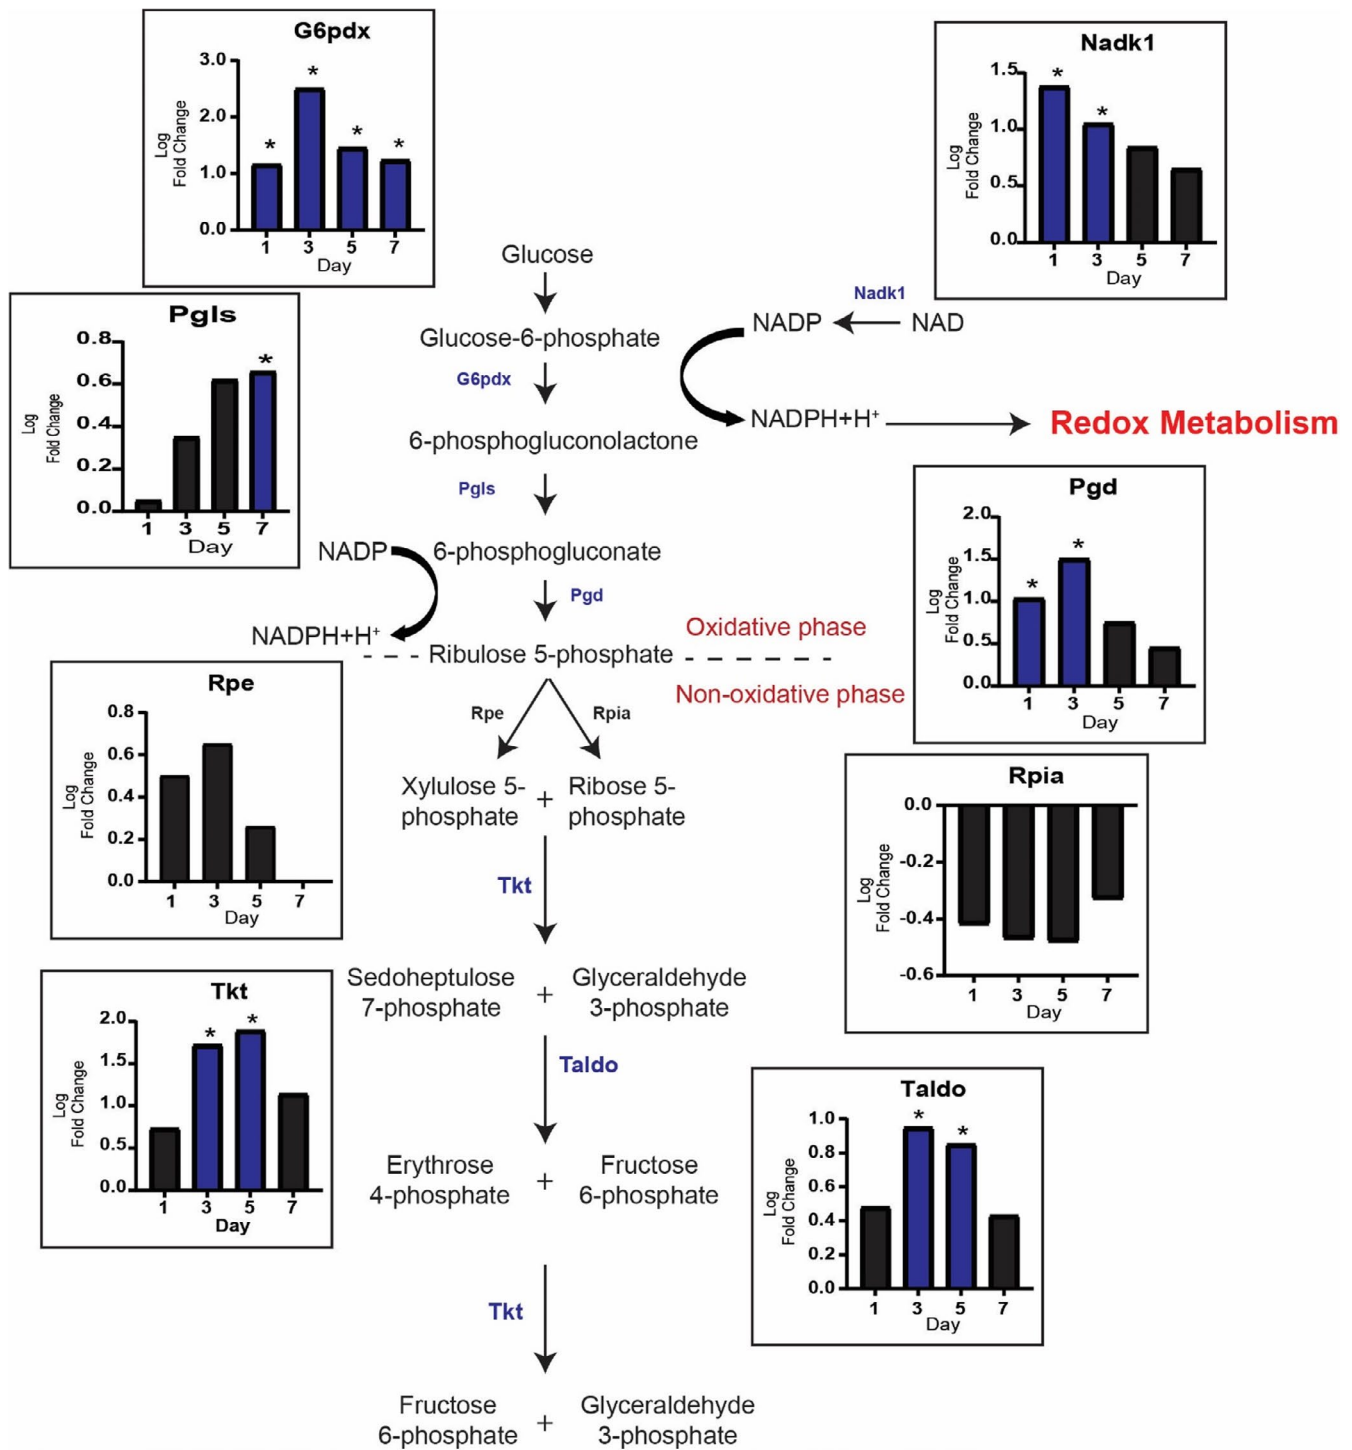 G6pdx
Log
Fold Change
3.0
2.0
1.0
0.0
*
*
*
*
1 3 5 7
Day
Nadk1
Log
Fold Change
1.5
1.0
0.5
0.0
*
*
1 3 5 7
Day
Pgls
Log
Fold Change
0.8
0.6
0.4
0.2
0.0
*
1 3 5 7
Day
Glucose
Glucose-6-phosphate
G6pdx
6-phosphogluconolactone
Pgls
6-phosphogluconate
Pgd
Nadk1
NADP
NAD
NADPH+H+
Redox Metabolism
NADP
NADPH+H+
Ribulose 5-phosphate
Oxidative phase
Non-oxidative phase
Pgd
Log
Fold Change
2.0
1.5
1.0
0.5
0.0
*
*
1 3 5 7
Day
Rpe
Log
Fold Change
0.8
0.6
0.4
0.2
0.0
1 3 5 7
Day
Rpe
Rpia
Xylulose 5-
phosphate
+
Ribose 5-
phosphate
Rpia
Log
Fold Change
0.0
-0.2
-0.4
-0.6
1 3 5 7
Day
Tkt
Sedoheptulose
7-phosphate
+
Glyceraldehyde
3-phosphate
Tkt
Log
Fold Change
2.0
1.5
1.0
0.5
0.0
*
*
1 3 5 7
Day
Taldo
Erythrose
4-phosphate
+
Fructose
6-phosphate
Taldo
Log
Fold Change
1.0
0.8
0.6
0.4
0.2
0.0
*
*
1 3 5 7
Day
Tkt
Fructose
6-phosphate
+
Glyceraldehyde
3-phosphate